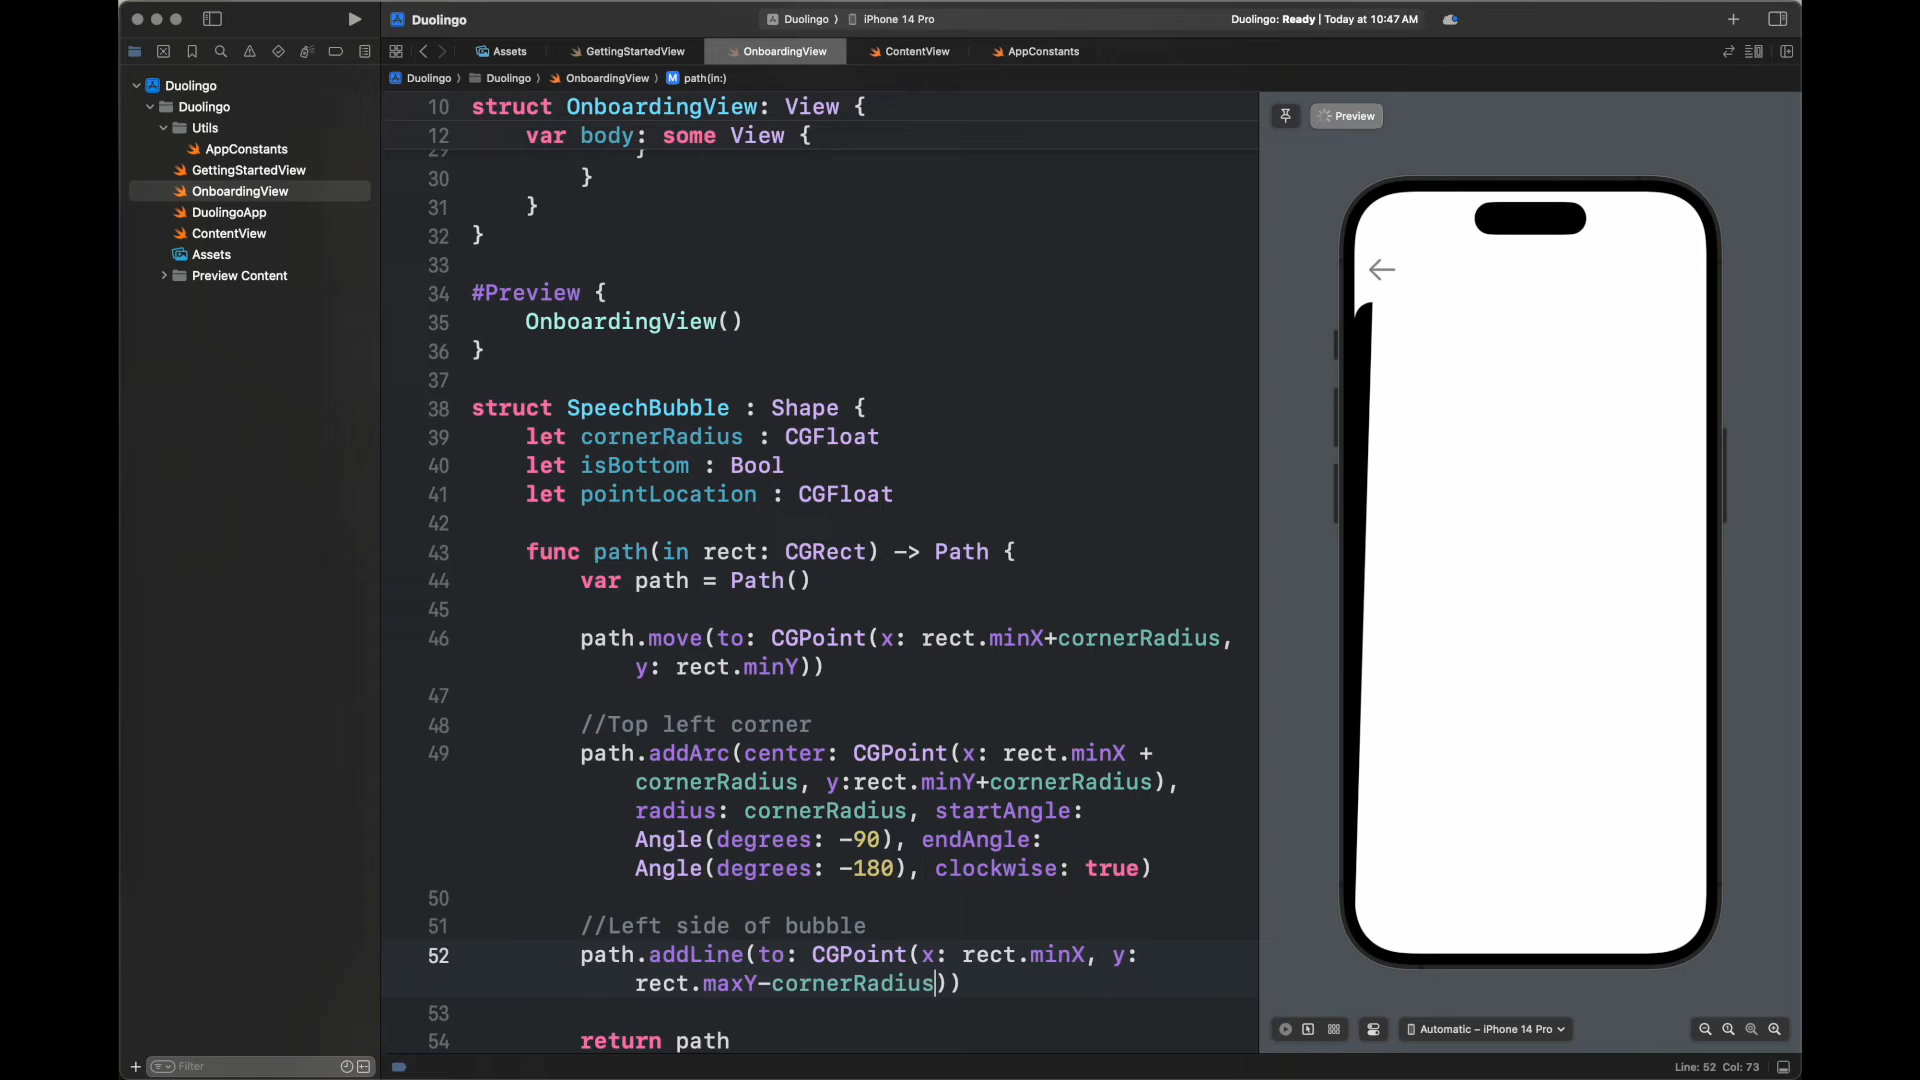 Duolingo
Duolingo 〉 iPhone 14 Pro
Duolingo: Ready | Today at 10:47 AM
Assets
GettingStartedView
OnboardingView
ContentView
AppConstants
Duolingo 〉 Duolingo 〉 OnboardingView 〉 M path(in:)
Duolingo
Duolingo
Utils
AppConstants
GettingStartedView
OnboardingView
DuolingoApp
ContentView
Assets
Preview Content
Filter
10 struct OnboardingView: View {
12 var body: some View {
29 }
30 }
31 }
32 }
33
34 #Preview {
35 OnboardingView()
36 }
37
38 struct SpeechBubble : Shape {
39 let cornerRadius : CGFloat
40 let isBottom : Bool
41 let pointLocation : CGFloat
42
43 func path(in rect: CGRect) -> Path {
44 var path = Path()
45
46 path.move(to: CGPoint(x: rect.minX+cornerRadius,
y: rect.minY))
47
48 //Top left corner
49 path.addArc(center: CGPoint(x: rect.minX +
cornerRadius, y:rect.minY+cornerRadius),
radius: cornerRadius, startAngle:
Angle(degrees: -90), endAngle:
Angle(degrees: -180), clockwise: true)
50
51 //Left side of bubble
52 path.addLine(to: CGPoint(x: rect.minX, y:
rect.maxY-cornerRadius))
53
54 return path
Preview
Automatic – iPhone 14 Pro
Line: 52 Col: 73